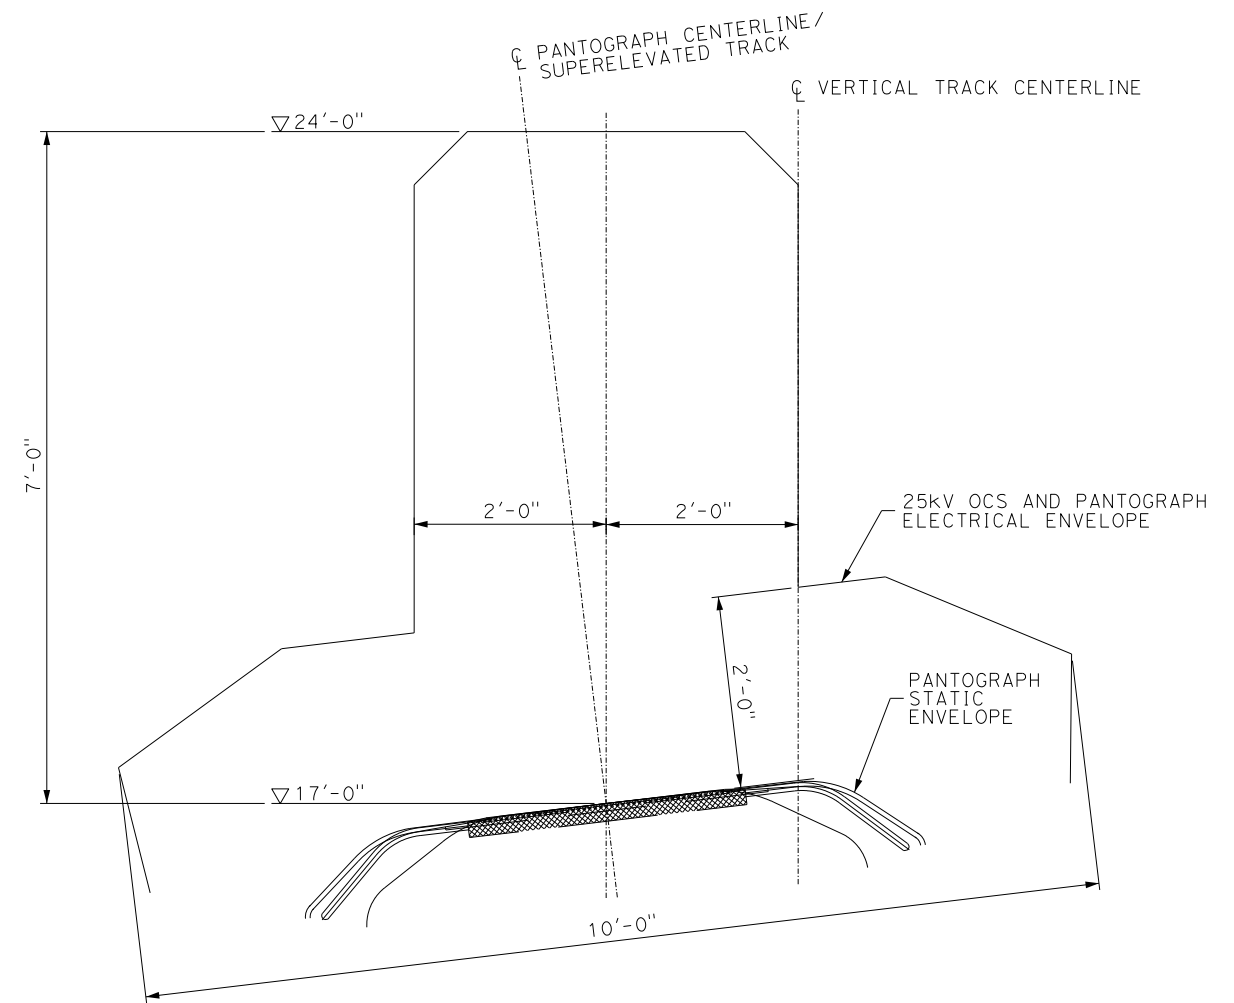 ℄ PANTOGRAPH CENTERLINE/
SUPERELEVATED TRACK
℄ VERTICAL TRACK CENTERLINE
24'-0"
7'-0"
2'-0"
2'-0"
25kV OCS AND PANTOGRAPH
ELECTRICAL ENVELOPE
2'-0"
PANTOGRAPH
STATIC
ENVELOPE
17'-0"
10'-0"